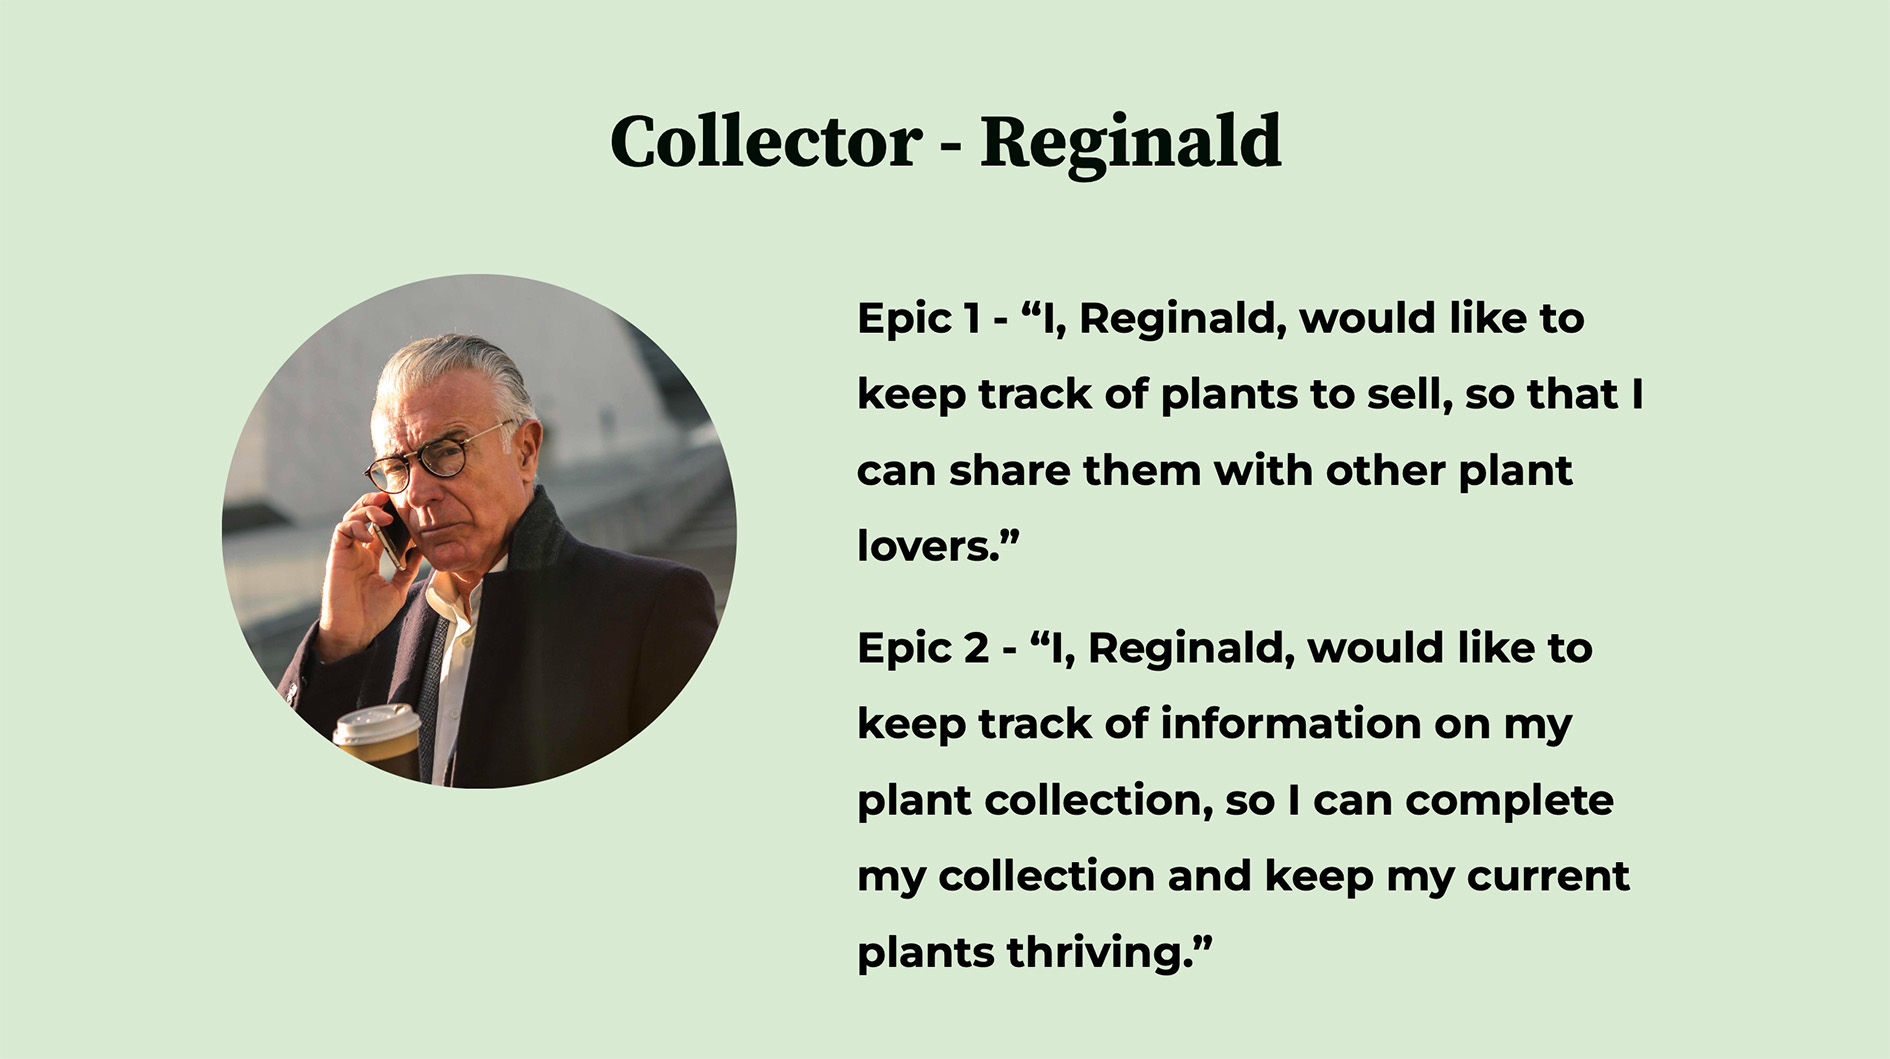 Collector - Reginald
Epic 1 - “I, Reginald, would like to
keep track of plants to sell, so that I
can share them with other plant
lovers.”
Epic 2 - “I, Reginald, would like to
keep track of information on my
plant collection, so I can complete
my collection and keep my current
plants thriving.”